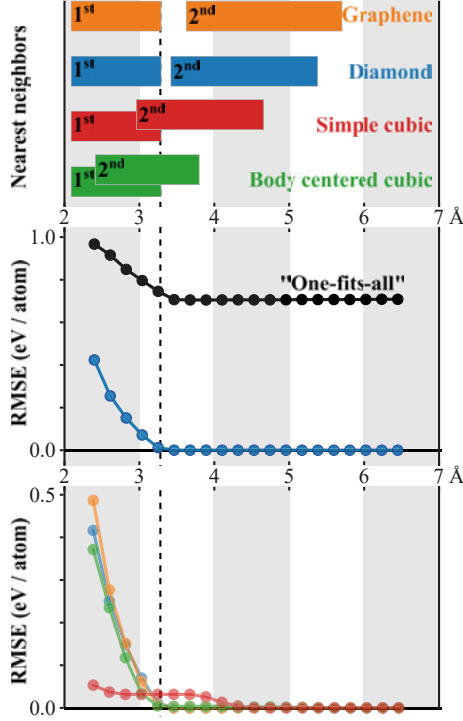 1st 2nd Graphene
1st 2nd Diamond
1st 2nd Simple cubic
1st 2nd Body centered cubic
Nearest neighbors
2 3 4 5 6 7 Å
1.0
"One-fits-all"
RMSE (eV / atom)
0.0
2 3 4 5 6 7 Å
0.5
RMSE (eV / atom)
0.0